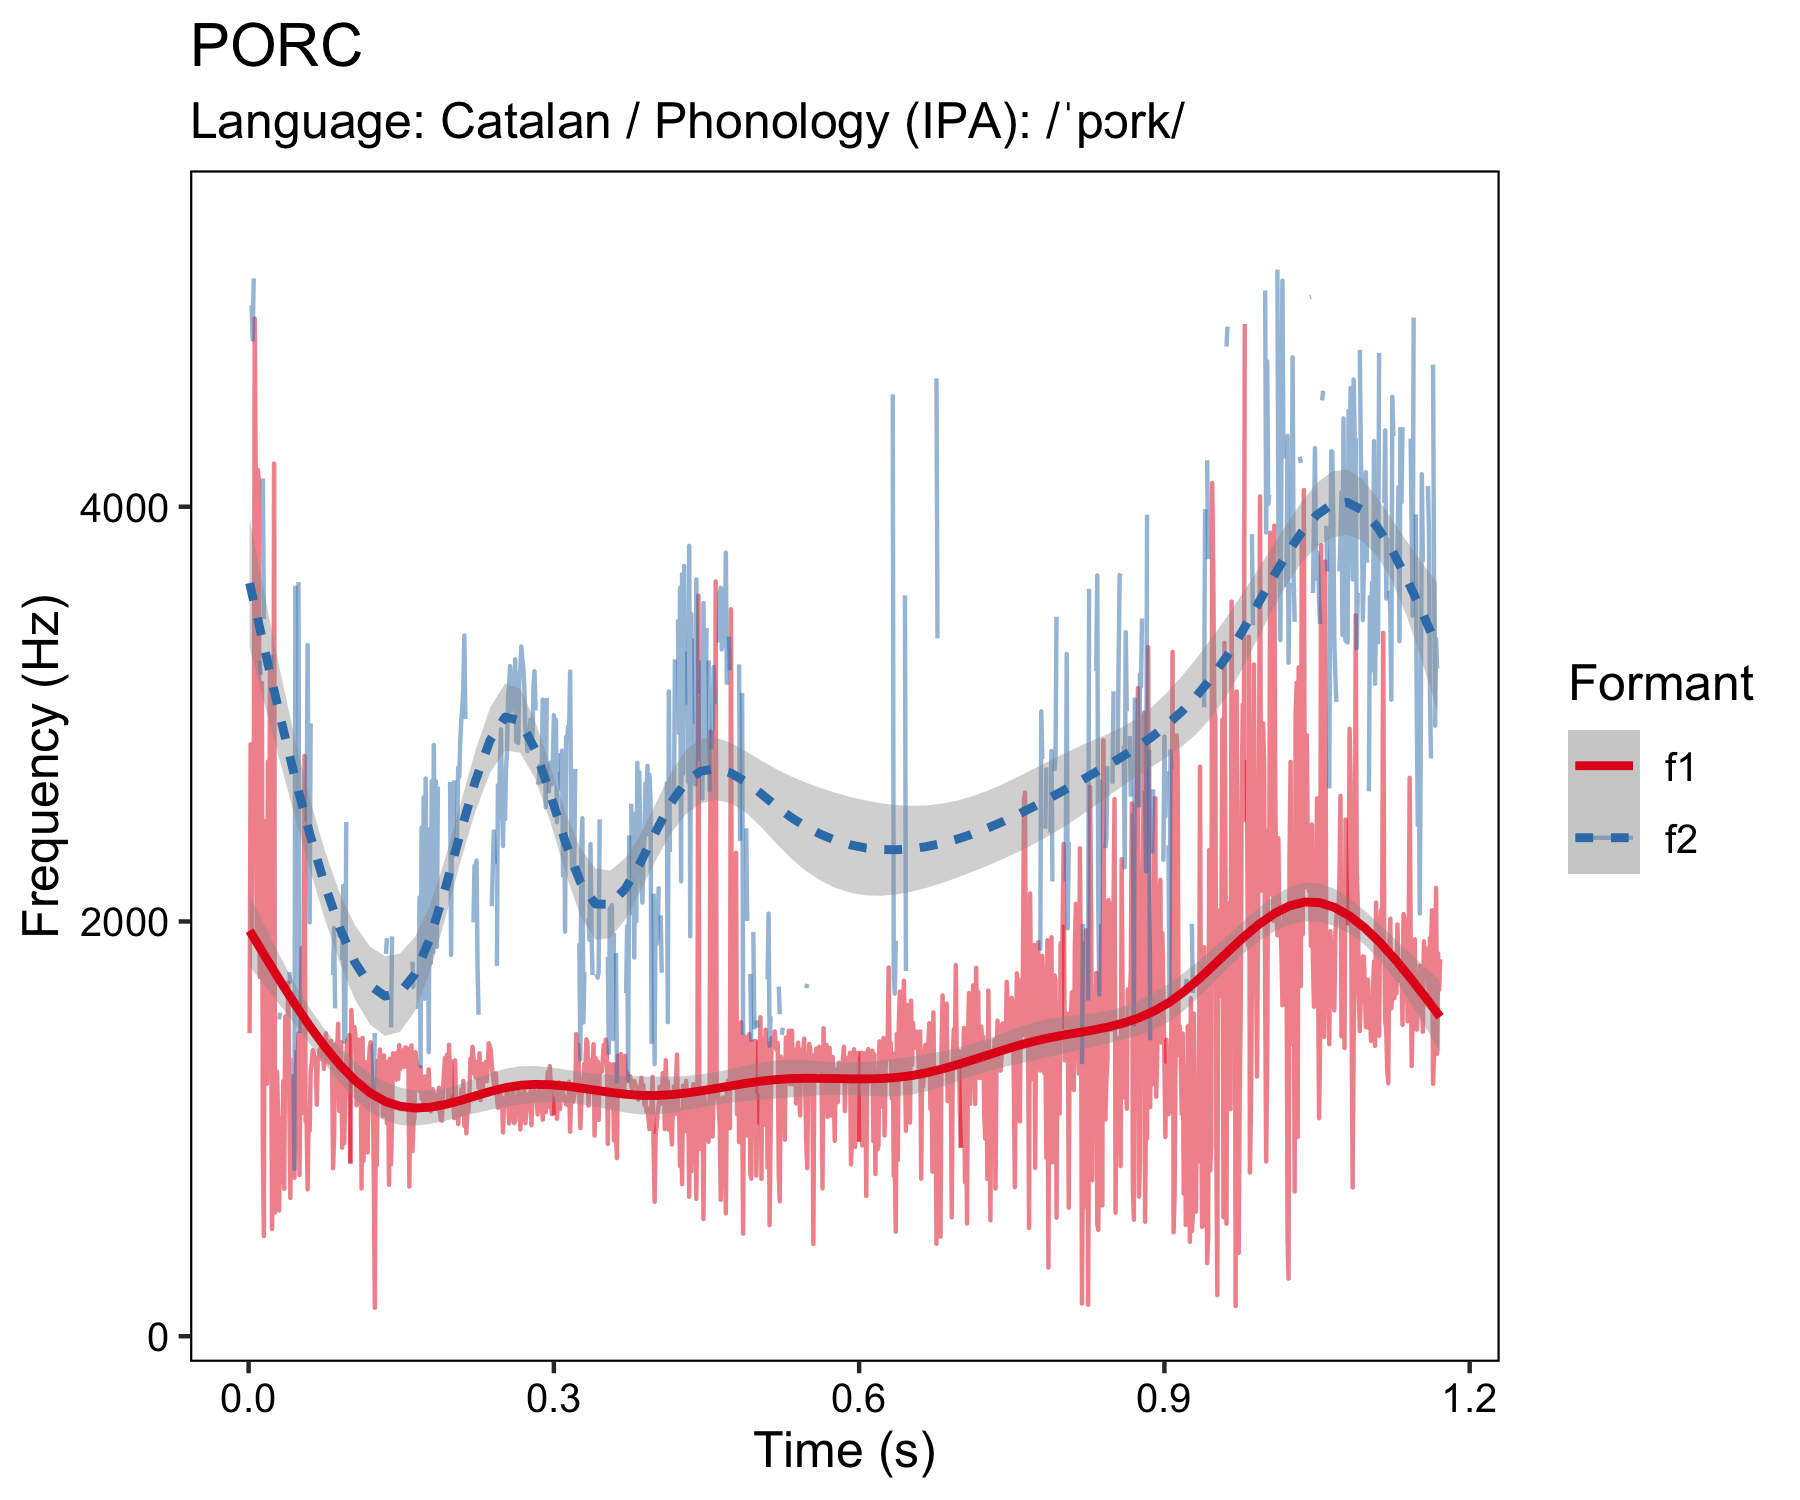 PORC
Language: Catalan / Phonology (IPA): /ˈpɔrk/
Frequency (Hz)
4000
2000
0
0.0 0.3 0.6 0.9 1.2
Time (s)
Formant
f1
f2